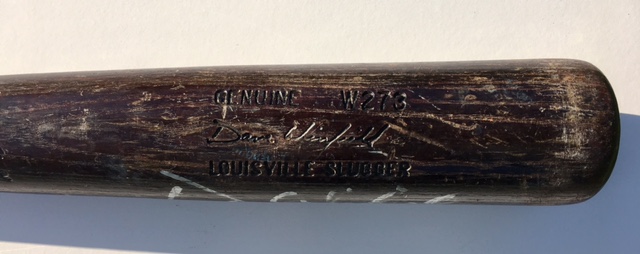 GENUINE W273
Dave Winfield
LOUISVILLE SLUGGER